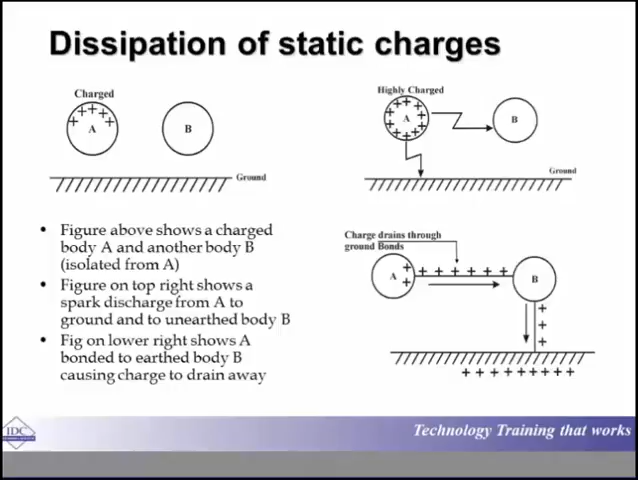 Dissipation of static charges
Charged
+ + + + +
A
B
Ground
Highly Charged
A
B
Ground
• Figure above shows a charged
body A and another body B
(isolated from A)
• Figure on top right shows a
spark discharge from A to
ground and to unearthed body B
• Fig on lower right shows A
bonded to earthed body B
causing charge to drain away
Charge drains through
ground Bonds
A
+ + + + + + +
B
+ + + + + + + + +
IDC
Technology Training that works